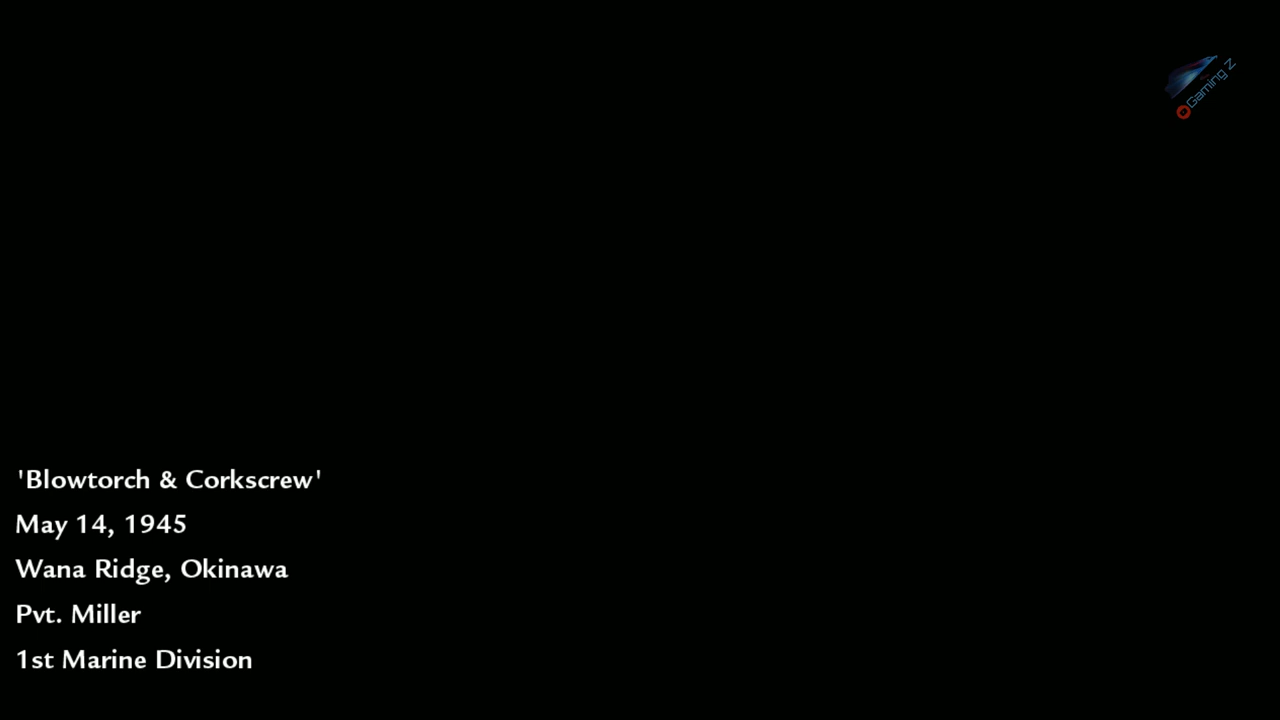 Gaming Z
'Blowtorch & Corkscrew'
May 14, 1945
Wana Ridge, Okinawa
Pvt. Miller
1st Marine Division